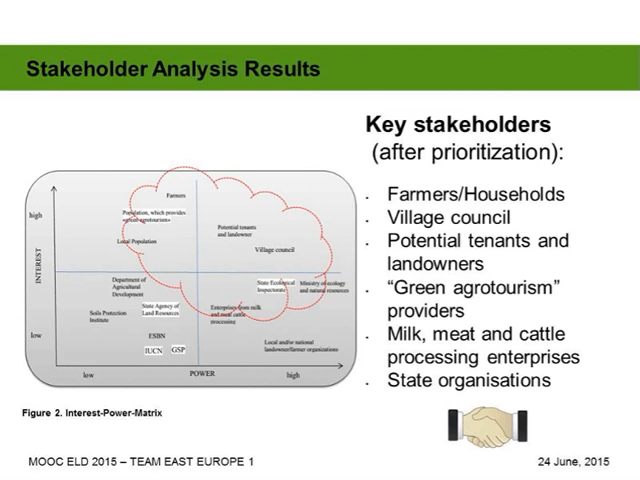 Stakeholder Analysis Results
Key stakeholders
(after prioritization):
Farmers/Households
Village council
Potential tenants and
landowners
“Green agrotourism”
providers
Milk, meat and cattle
processing enterprises
State organisations
high
INTEREST
low
low
POWER
high
Farmers
Population, which provides
«green agrotourism»
Local Population
Potential tenants
and landowner
Village council
Department of
Agricultural
Development
State Agency of
Land Resources
Soils Protection
Institute
ESBN
IUCN
GSP
State Ecological
Inspectorate
Ministry of ecology
and natural resources
Enterprises from milk
and meat cattle
processing
Local and/or national
landowner/farmer organizations
Figure 2. Interest-Power-Matrix
MOOC ELD 2015 – TEAM EAST EUROPE 1
24 June, 2015